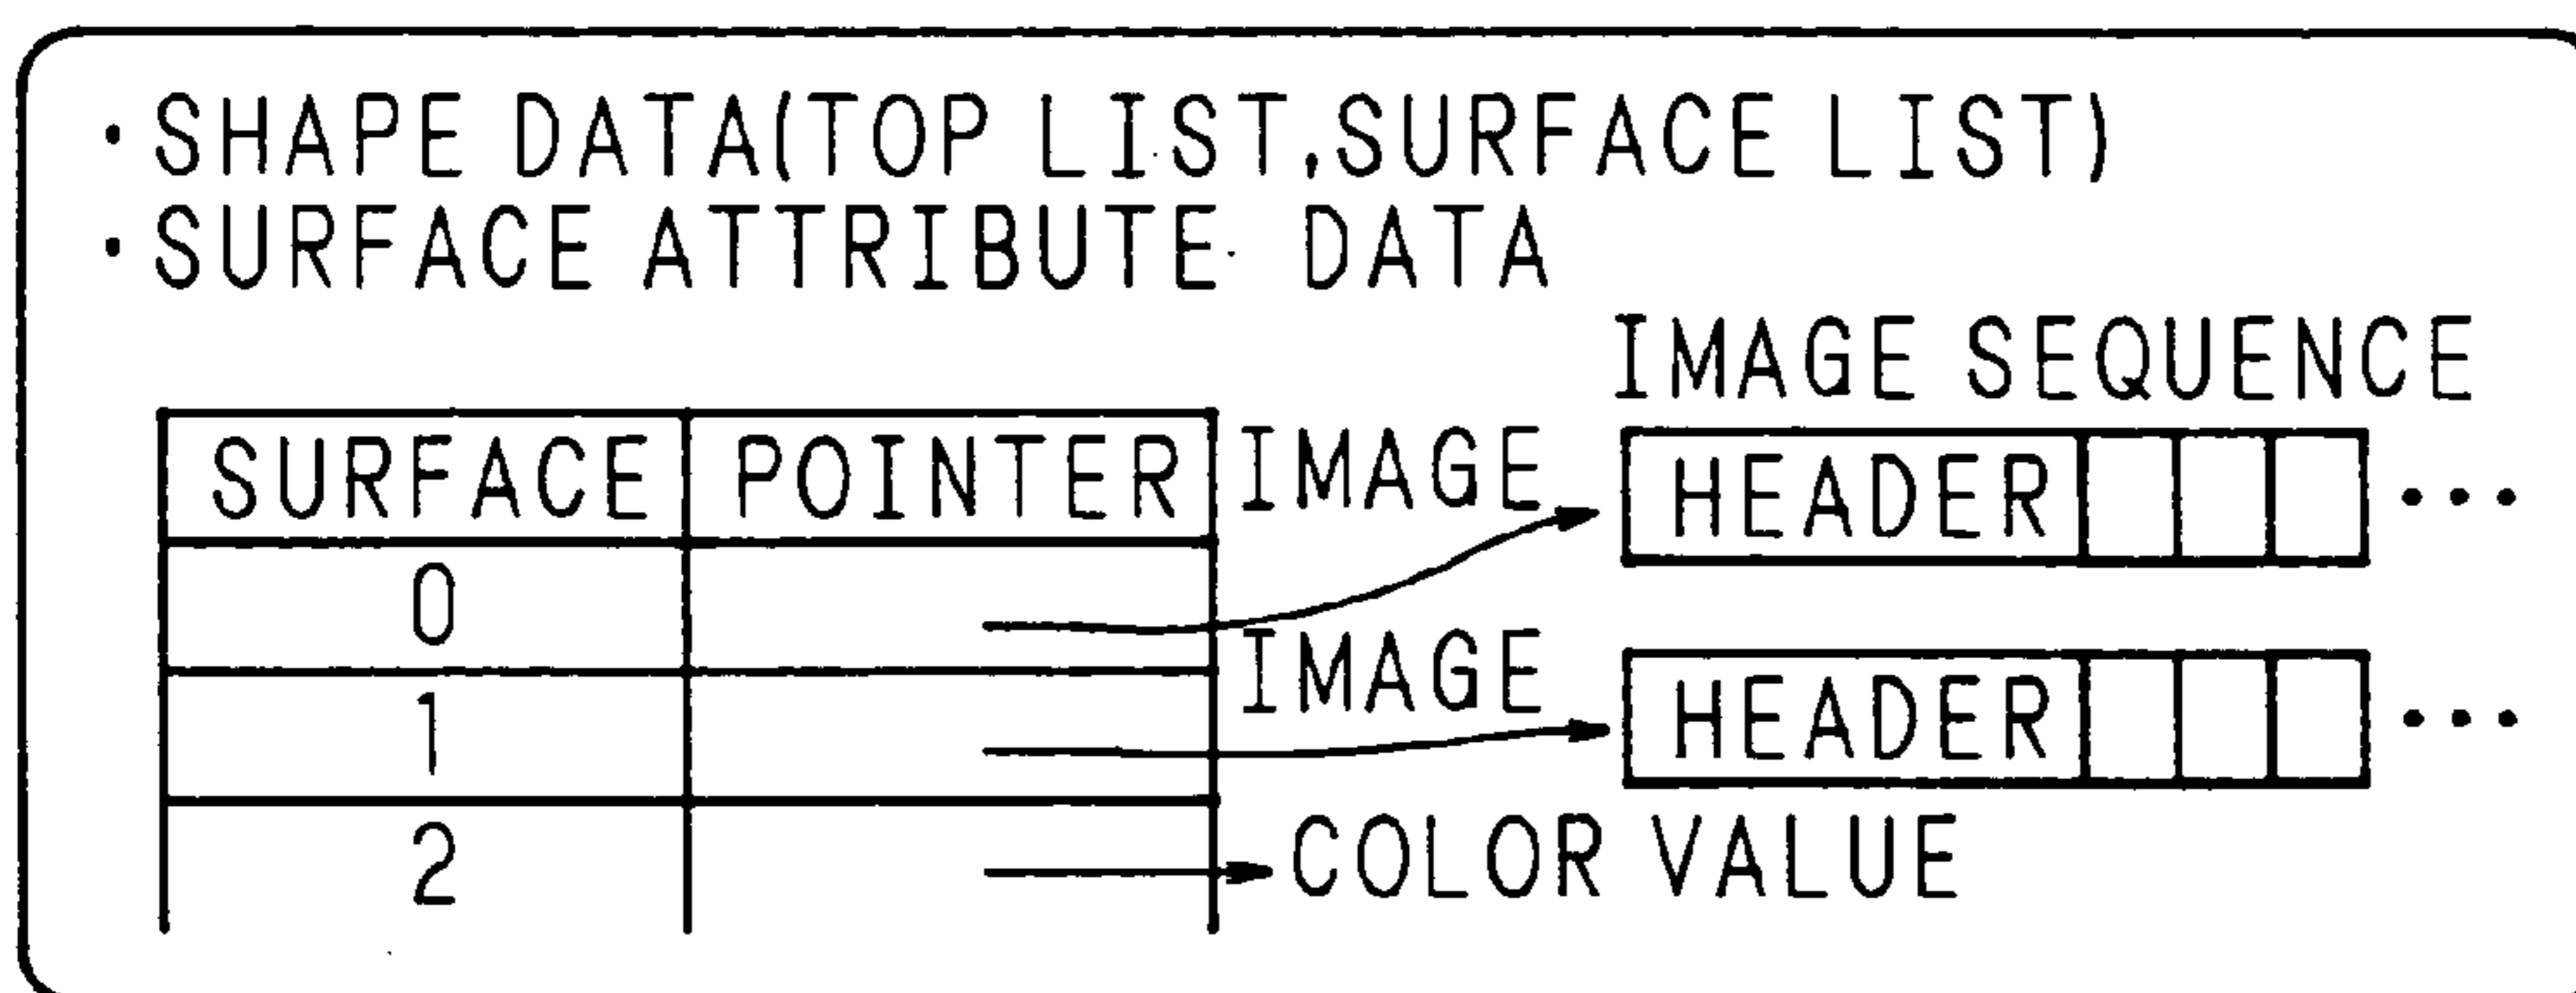 ・SHAPE DATA(TOP LIST,SURFACE LIST)
・SURFACE ATTRIBUTE DATA
IMAGE SEQUENCE
SURFACE POINTER IMAGE HEADER ...
0
IMAGE
1 HEADER ...
2 COLOR VALUE